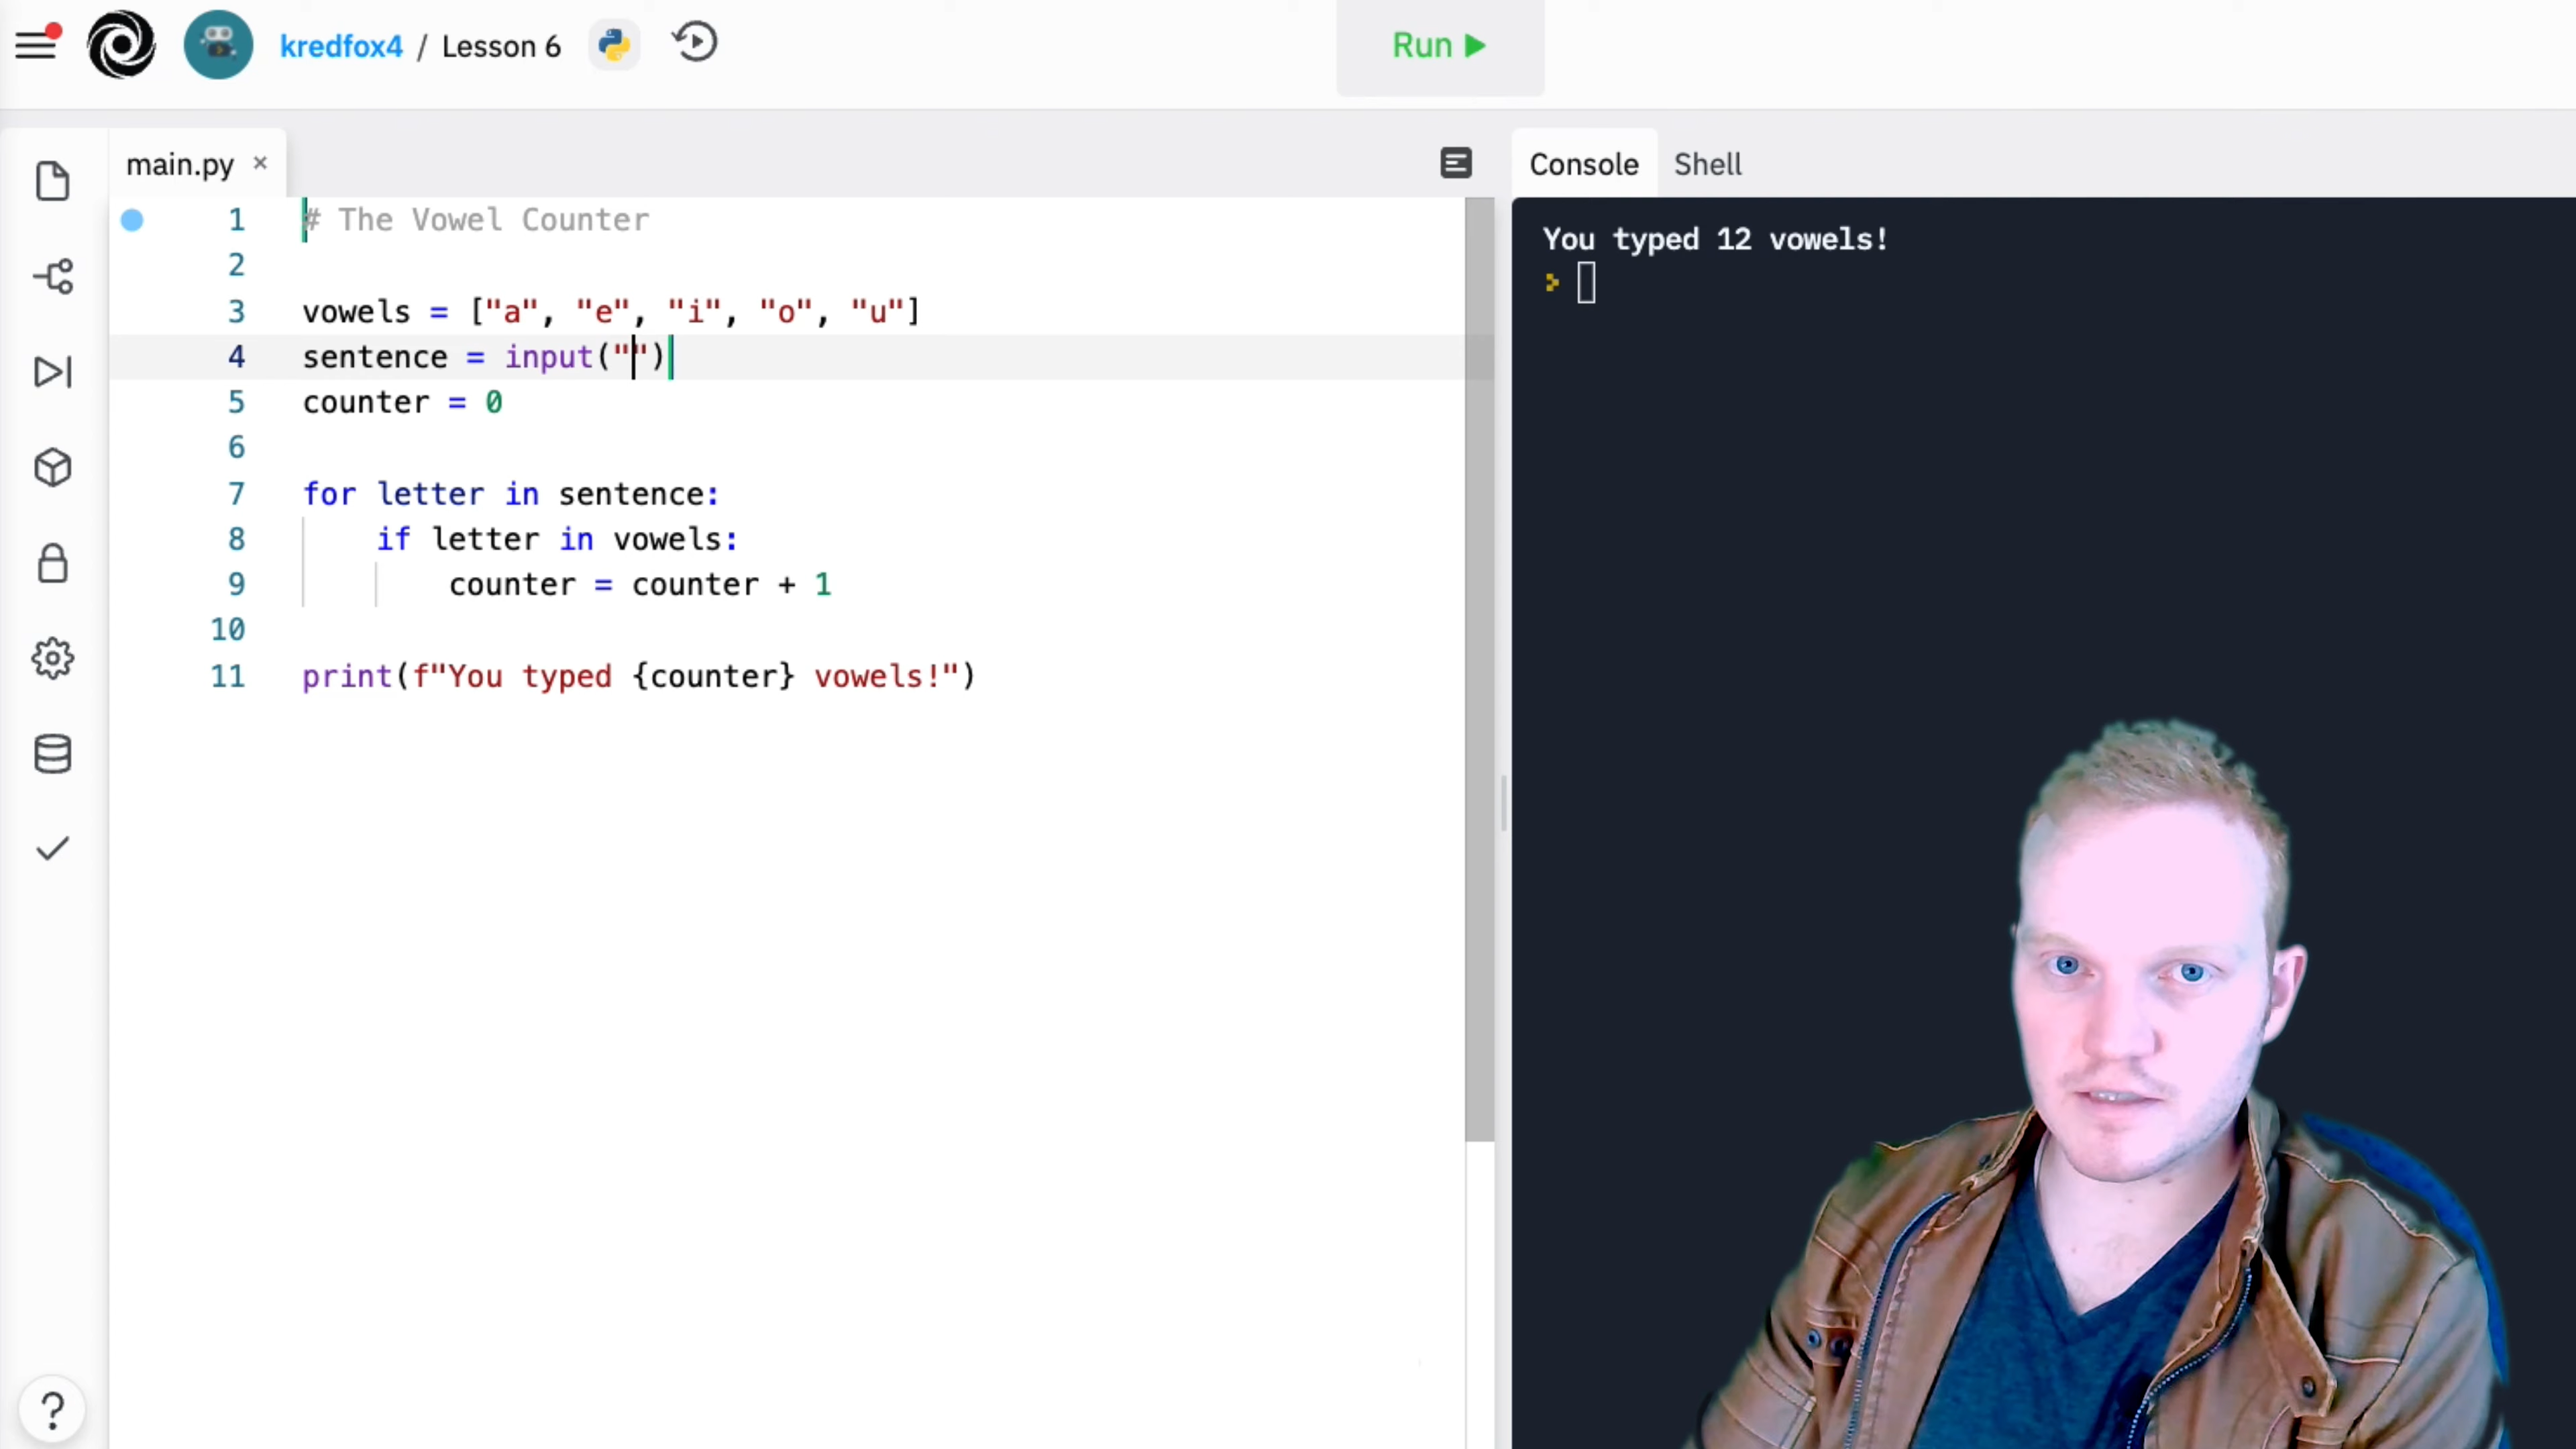 kredfox4 / Lesson 6
Run
main.py ×
Console Shell
1 # The Vowel Counter
2
3 vowels = ["a", "e", "i", "o", "u"]
4 sentence = input("")
5 counter = 0
6
7 for letter in sentence:
8 if letter in vowels:
9 counter = counter + 1
10
11 print(f"You typed {counter} vowels!")
You typed 12 vowels!
?